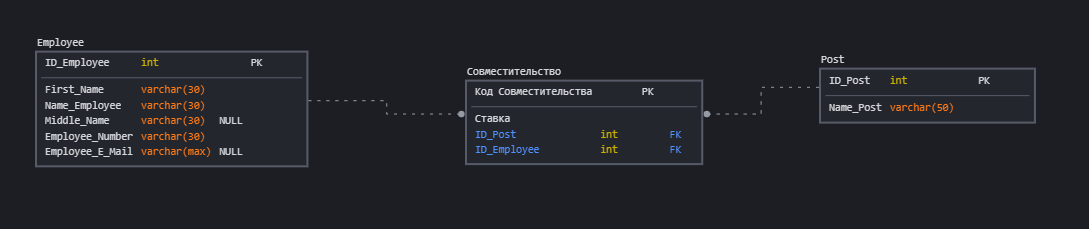 Employee
ID_Employee int PK
First_Name varchar(30)
Name_Employee varchar(30)
Middle_Name varchar(30) NULL
Employee_Number varchar(30)
Employee_E_Mail varchar(max) NULL
Совместительство
Код Совместительства PK
Ставка
ID_Post int FK
ID_Employee int FK
Post
ID_Post int PK
Name_Post varchar(50)